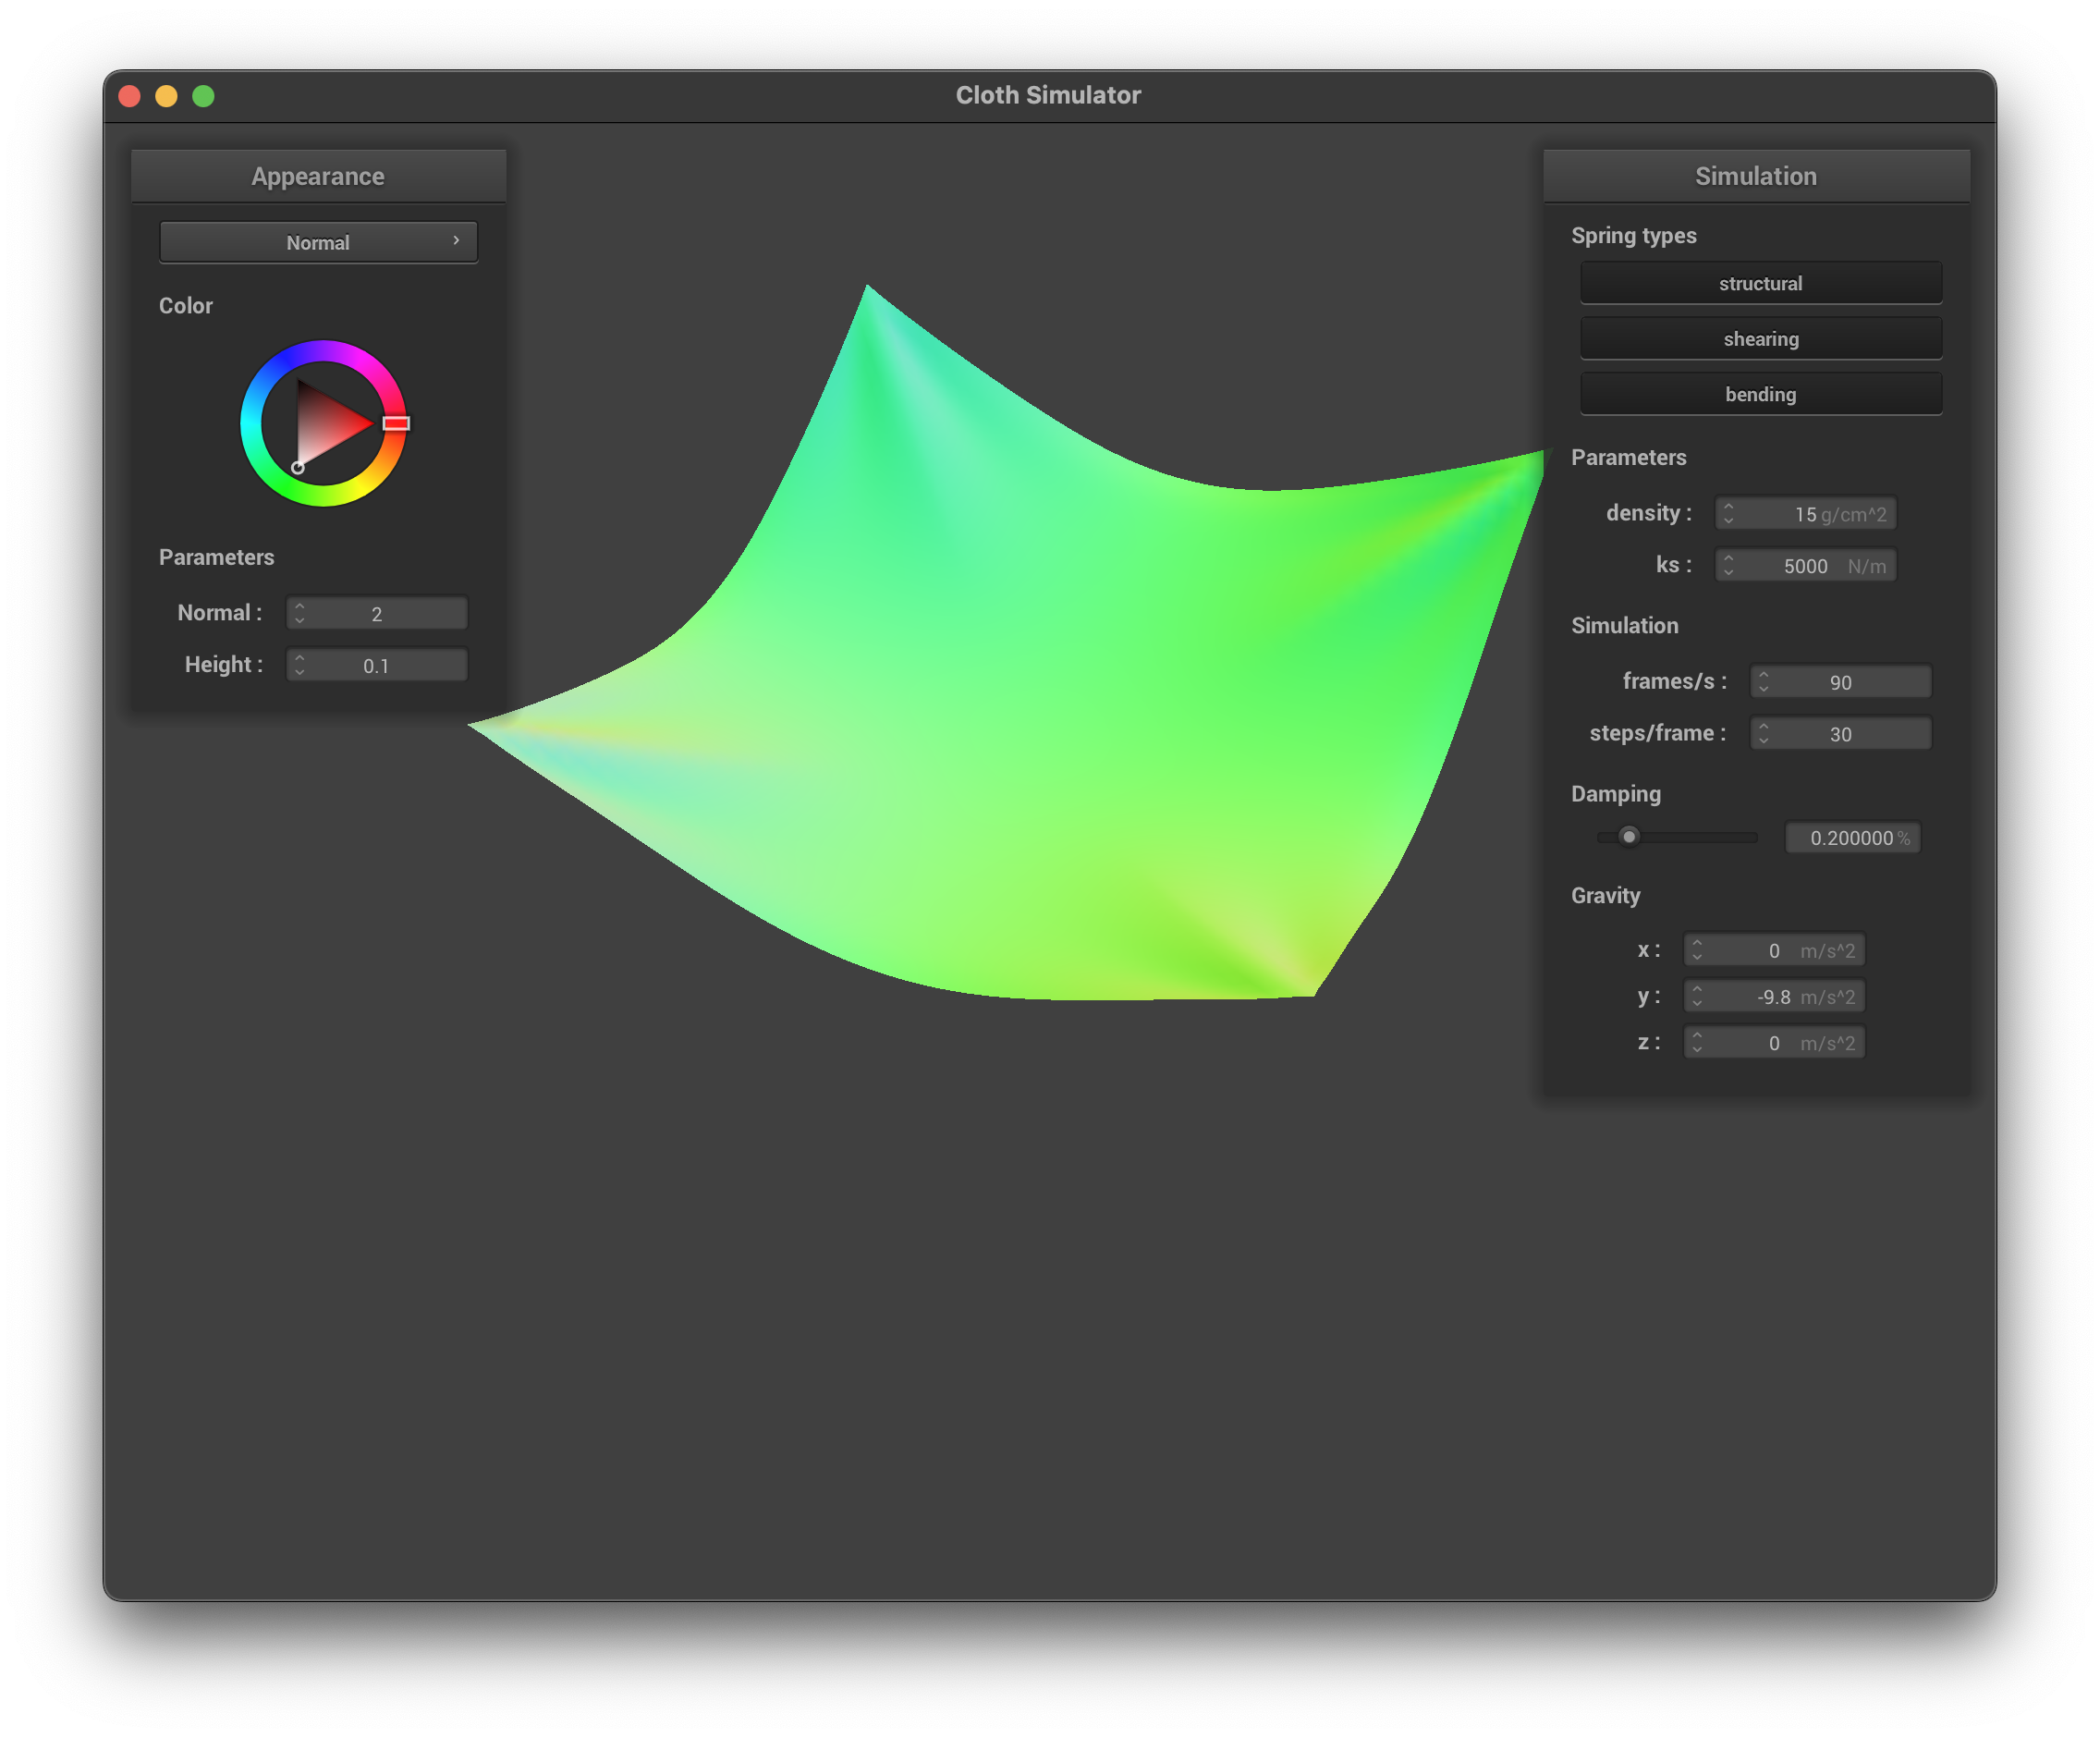 Cloth Simulator
Appearance
Normal
Color
Parameters
Normal : 2
Height : 0.1
Simulation
Spring types
structural
shearing
bending
Parameters
density : 15 g/cm^2
ks : 5000 N/m
Simulation
frames/s : 90
steps/frame : 30
Damping
0.200000 %
Gravity
x : 0 m/s^2
y : -9.8 m/s^2
z : 0 m/s^2